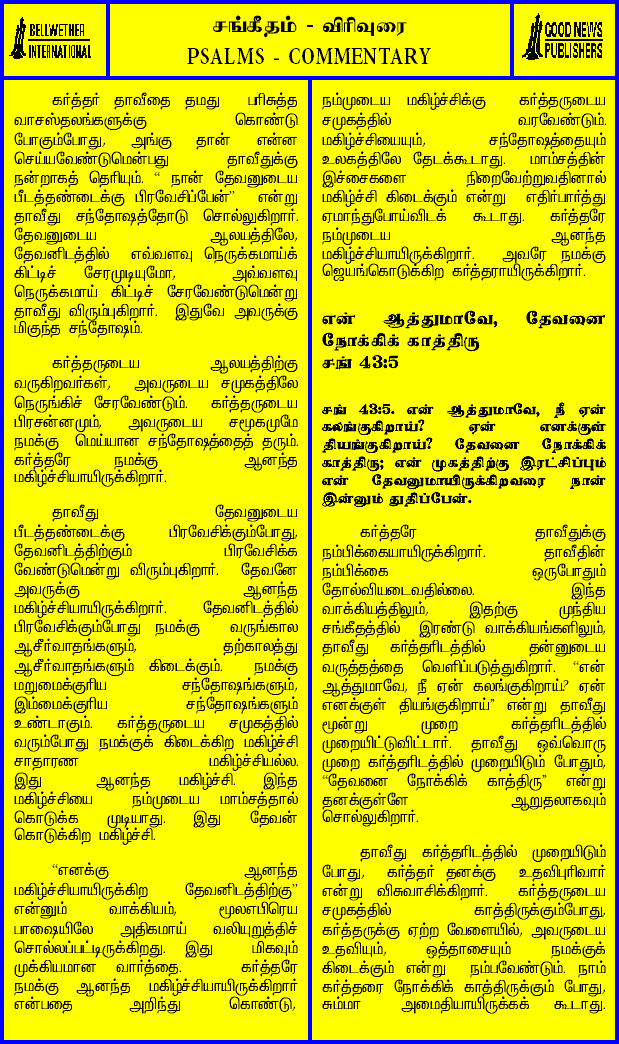 BELLWETHER
INTERNATIONAL
சங்கீதம் - விரிவுரை
PSALMS - COMMENTARY
GOOD NEWS
PUBLISHERS
கர்த்தர் தாவீதை தமது பரிசுத்த
வாசஸ்தலங்களுக்கு கொண்டு
போகும்போது, அங்கு தான் என்ன
செய்யவேண்டுமென்பது தாவீதுக்கு
நன்றாகத் தெரியும். “ நான் தேவனுடைய
பீடத்தண்டைக்கு பிரவேசிப்பேன்” என்று
தாவீது சந்தோஷத்தோடு சொல்லுகிறார்.
தேவனுடைய ஆலயத்திலே,
தேவனிடத்தில் எவ்வளவு நெருக்கமாய்க்
கிட்டிச் சேரமுடியுமோ, அவ்வளவு
நெருக்கமாய் கிட்டிச் சேரவேண்டுமென்று
தாவீது விரும்புகிறார். இதுவே அவருக்கு
மிகுந்த சந்தோஷம்.
கர்த்தருடைய ஆலயத்திற்கு
வருகிறவர்கள், அவருடைய சமுகத்திலே
நெருங்கிச் சேரவேண்டும். கர்த்தருடைய
பிரசன்னமும், அவருடைய சமூகமுமே
நமக்கு மெய்யான சந்தோஷத்தைத் தரும்.
கர்த்தரே நமக்கு ஆனந்த
மகிழ்ச்சியாயிருக்கிறார்.
தாவீது தேவனுடைய
பீடத்தண்டைக்கு பிரவேசிக்கும்போது,
தேவனிடத்திற்கும் பிரவேசிக்க
வேண்டுமென்று விரும்புகிறார். தேவனே
அவருக்கு ஆனந்த
மகிழ்ச்சியாயிருக்கிறார். தேவனிடத்தில்
பிரவேசிக்கும்போது நமக்கு வருங்கால
ஆசீர்வாதங்களும், தற்காலத்து
ஆசீர்வாதங்களும் கிடைக்கும். நமக்கு
மறுமைக்குரிய சந்தோஷங்களும்,
இம்மைக்குரிய சந்தோஷங்களும்
உண்டாகும். கர்த்தருடைய சமுகத்தில்
வரும்போது நமக்குக் கிடைக்கிற மகிழ்ச்சி
சாதாரண மகிழ்ச்சியல்ல.
இது ஆனந்த மகிழ்ச்சி. இந்த
மகிழ்ச்சியை நம்முடைய மாம்சத்தால்
கொடுக்க முடியாது. இது தேவன்
கொடுக்கிற மகிழ்ச்சி.
“எனக்கு ஆனந்த
மகிழ்ச்சியாயிருக்கிற தேவனிடத்திற்கு”
என்னும் வாக்கியம், மூலஎபிரெய
பாஷையிலே அதிகமாய் வலியுறுத்திச்
சொல்லப்பட்டிருக்கிறது. இது மிகவும்
முக்கியமான வார்த்தை. கர்த்தரே
நமக்கு ஆனந்த மகிழ்ச்சியாயிருக்கிறார்
என்பதை அறிந்து கொண்டு,
நம்முடைய மகிழ்ச்சிக்கு கர்த்தருடைய
சமுகத்தில் வரவேண்டும்.
மகிழ்ச்சியையும், சந்தோஷத்தையும்
உலகத்திலே தேடக்கூடாது. மாம்சத்தின்
இச்சைகளை நிறைவேற்றுவதினால்
மகிழ்ச்சி கிடைக்கும் என்று எதிர்பார்த்து
ஏமாந்துபோய்விடக் கூடாது. கர்த்தரே
நம்முடைய ஆனந்த
மகிழ்ச்சியாயிருக்கிறார். அவரே நமக்கு
ஜெயங்கொடுக்கிற கர்த்தராயிருக்கிறார்.
என் ஆத்துமாவே, தேவனை
நோக்கிக் காத்திரு
சங் 43:5
சங் 43:5. என் ஆத்துமாவே, நீ ஏன்
கலங்குகிறாய்? ஏன் எனக்குள்
தியங்குகிறாய்? தேவனை நோக்கிக்
காத்திரு; என் முகத்திற்கு இரட்சிப்பும்
என் தேவனுமாயிருக்கிறவரை நான்
இன்னும் துதிப்பேன்.
கர்த்தரே தாவீதுக்கு
நம்பிக்கையாயிருக்கிறார். தாவீதின்
நம்பிக்கை ஒருபோதும்
தோல்வியடைவதில்லை. இந்த
வாக்கியத்திலும், இதற்கு முந்திய
சங்கீதத்தில் இரண்டு வாக்கியங்களிலும்,
தாவீது கர்த்தரிடத்தில் தன்னுடைய
வருத்தத்தை வெளிப்படுத்துகிறார். “என்
ஆத்துமாவே, நீ ஏன் கலங்குகிறாய்? ஏன்
எனக்குள் தியங்குகிறாய்” என்று தாவீது
மூன்று முறை கர்த்தரிடத்தில்
முறையிட்டுவிட்டார். தாவீது ஒவ்வொரு
முறை கர்த்தரிடத்தில் முறையிடும் போதும்,
“தேவனை நோக்கிக் காத்திரு” என்று
தனக்குள்ளே ஆறுதலாகவும்
சொல்லுகிறார்.
தாவீது கர்த்தரிடத்தில் முறையிடும்
போது, கர்த்தர் தனக்கு உதவிபுரிவார்
என்று விசுவாசிக்கிறார். கர்த்தருடைய
சமுகத்தில் காத்திருக்கும்போது,
கர்த்தருக்கு ஏற்ற வேளையில், அவருடைய
உதவியும், ஒத்தாசையும் நமக்குக்
கிடைக்கும் என்று நம்பவேண்டும். நாம்
கர்த்தரை நோக்கிக் காத்திருக்கும் போது,
சும்மா அமைதியாயிருக்கக் கூடாது.